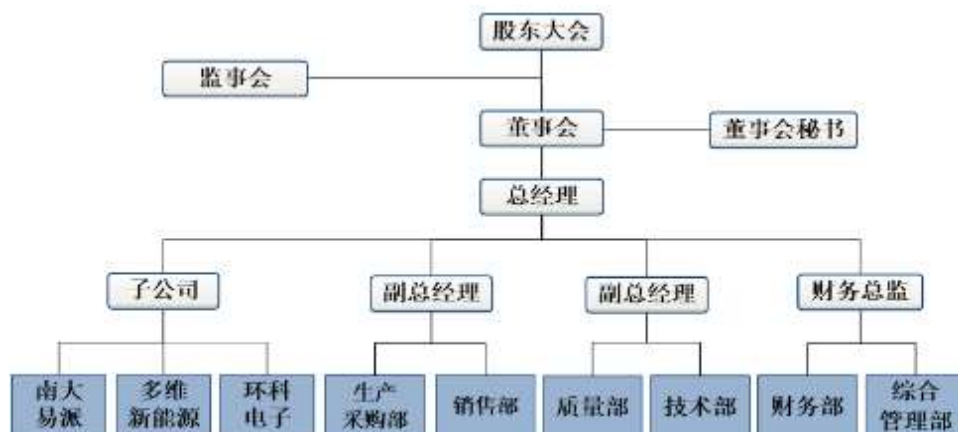 股东大会
监事会
董事会
董事会秘书
总经理
子公司
副总经理
副总经理
财务总监
南大
易派
多维
新能源
环科
电子
生产
采购部
销售部
质量部
技术部
财务部
综合
管理部